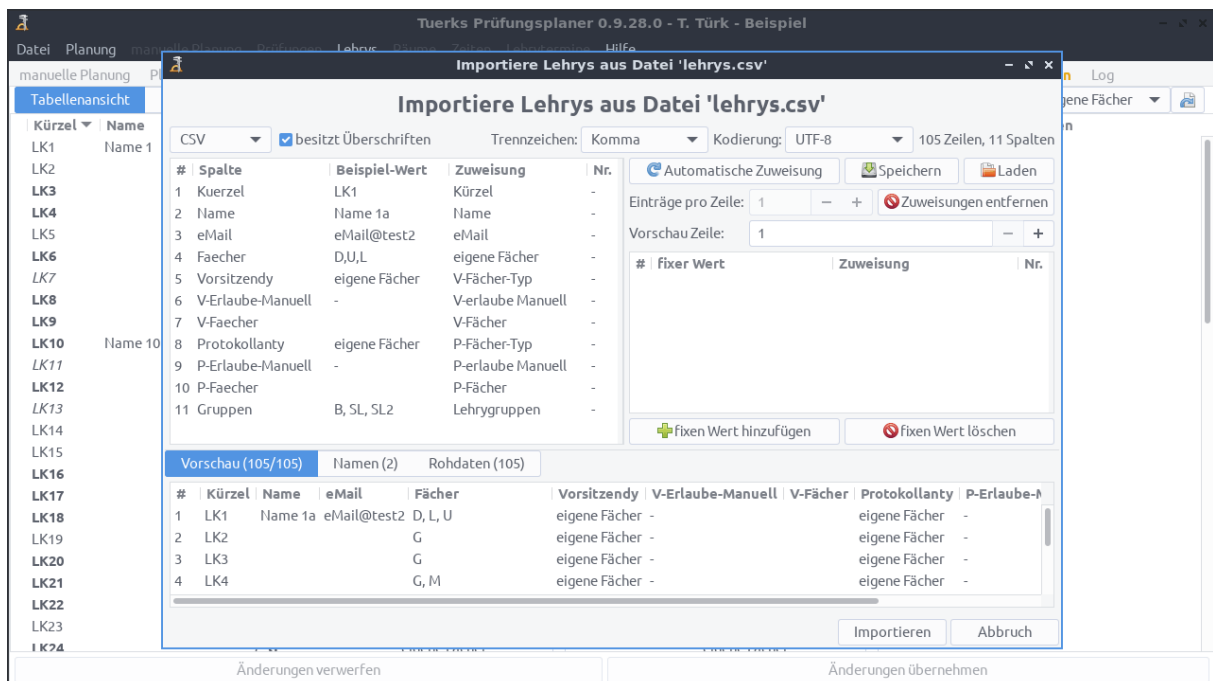 Tuerks Prüfungsplaner 0.9.28.0 - T. Türk - Beispiel
Datei Planung manuelle Planung Prüfungen Lehrys Räume Zeiten Lehrytermine Hilfe
manuelle Planung Log
Tabellenansicht gene Fächer
Kürzel Name
LK1 Name 1
LK2
LK3
LK4
LK5
LK6
LK7
LK8
LK9
LK10 Name 10
LK11
LK12
LK13
LK14
LK15
LK16
LK17
LK18
LK19
LK20
LK21
LK22
LK23
LK24
Importiere Lehrys aus Datei 'lehrys.csv'
Importiere Lehrys aus Datei 'lehrys.csv'
CSV besitzt Überschriften Trennzeichen: Komma Kodierung: UTF-8 105 Zeilen, 11 Spalten
# Spalte Beispiel-Wert Zuweisung Nr.
1 Kuerzel LK1 Kürzel -
2 Name Name 1a Name -
3 eMail eMail@test2 eMail -
4 Faecher D,U,L eigene Fächer -
5 Vorsitzendy eigene Fächer V-Fächer-Typ -
6 V-Erlaube-Manuell - V-erlaube Manuell -
7 V-Faecher V-Fächer -
8 Protokollanty eigene Fächer P-Fächer-Typ -
9 P-Erlaube-Manuell - P-erlaube Manuell -
10 P-Faecher P-Fächer -
11 Gruppen B, SL, SL2 Lehrygruppen -
Automatische Zuweisung Speichern Laden
Einträge pro Zeile: 1 − + Zuweisungen entfernen
Vorschau Zeile: 1 − +
# fixer Wert Zuweisung Nr.
fixen Wert hinzufügen fixen Wert löschen
Vorschau (105/105) Namen (2) Rohdaten (105)
# Kürzel Name eMail Fächer Vorsitzendy V-Erlaube-Manuell V-Fächer Protokollanty P-Erlaube-M
1 LK1 Name 1a eMail@test2 D, L, U eigene Fächer - eigene Fächer -
2 LK2 G eigene Fächer - eigene Fächer -
3 LK3 G eigene Fächer - eigene Fächer -
4 LK4 G, M eigene Fächer - eigene Fächer -
Importieren Abbruch
Änderungen verwerfen Änderungen übernehmen